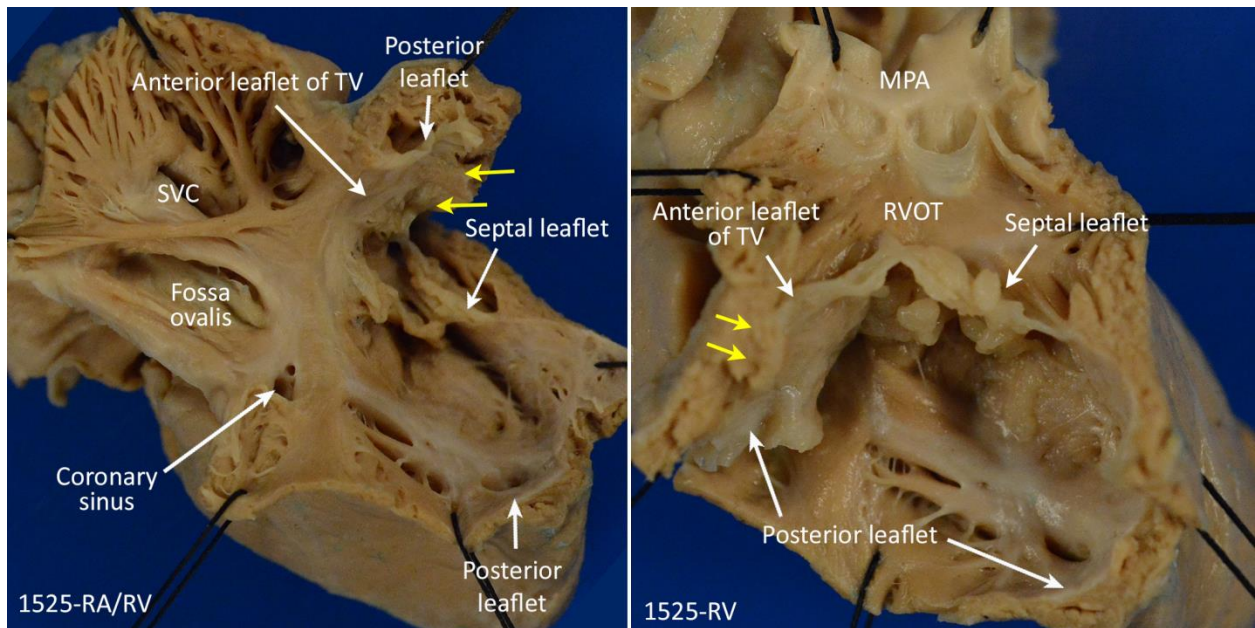 Posterior
leaflet
Anterior leaflet of TV
SVC
Septal leaflet
Fossa
ovalis
Coronary
sinus
Posterior
leaflet
1525-RA/RV
MPA
Anterior leaflet
of TV
RVOT
Septal leaflet
Posterior leaflet
1525-RV